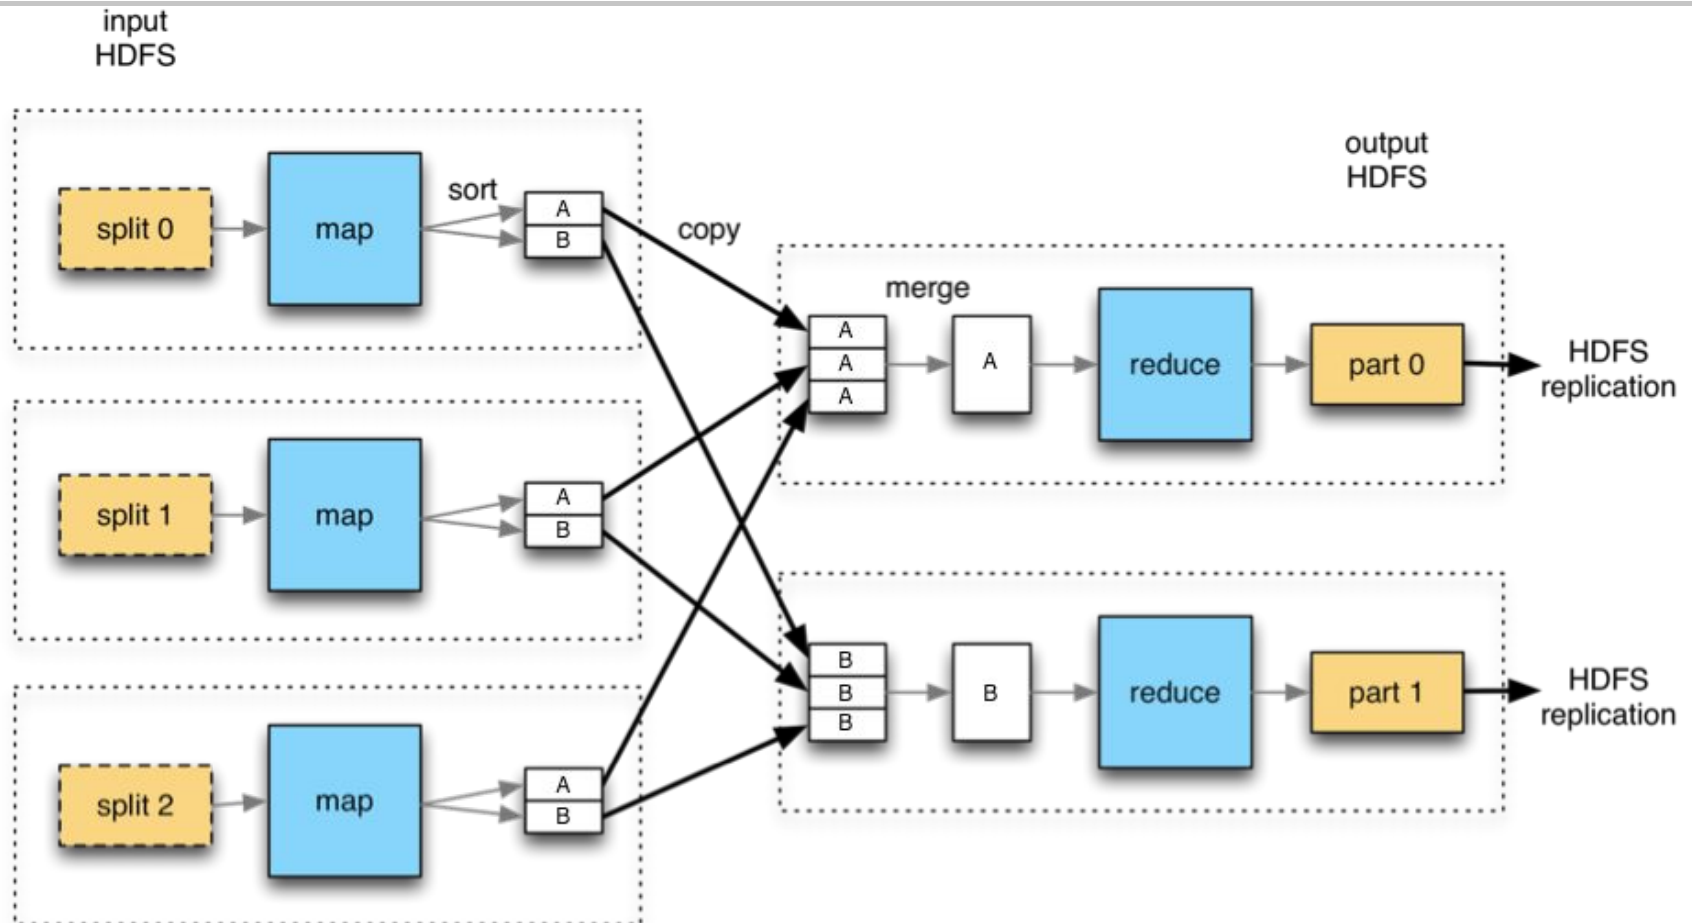 input
HDFS
output
HDFS
split 0
map
sort
A
B
copy
merge
A
A
A
A
reduce
part 0
HDFS
replication
split 1
map
A
B
B
B
B
B
reduce
part 1
HDFS
replication
split 2
map
A
B